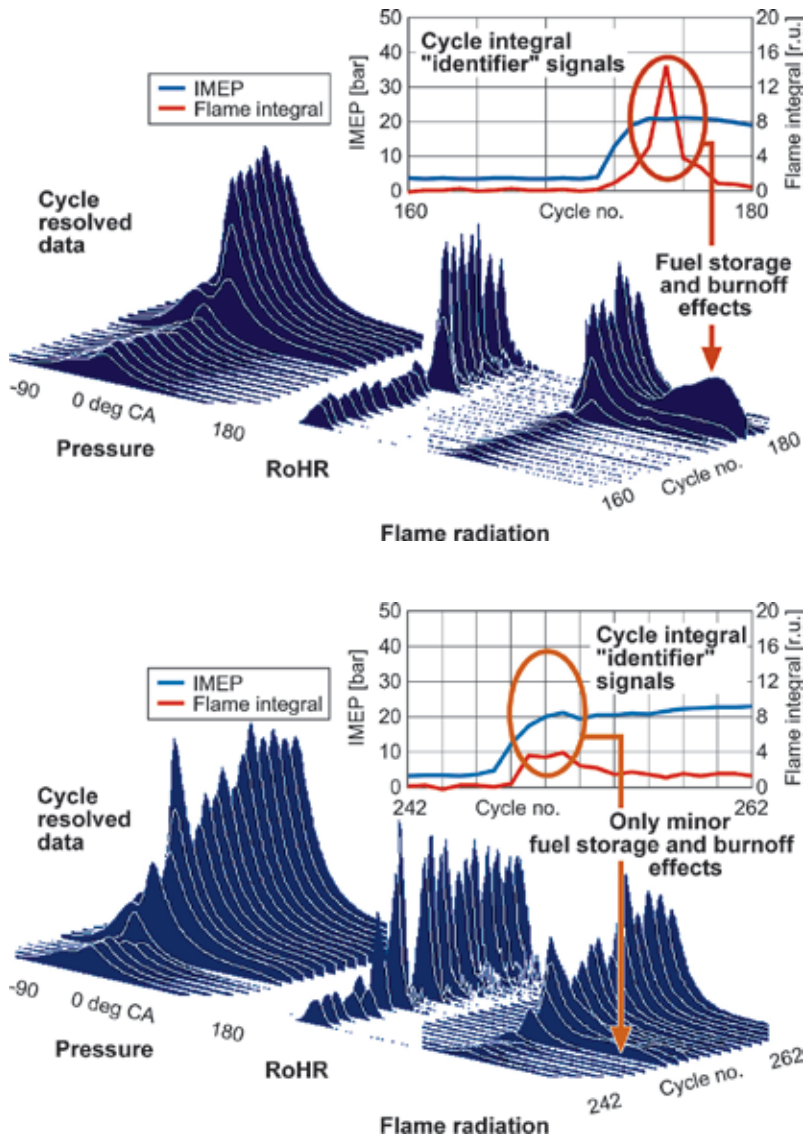 50
40
30
20
10
0
IMEP [bar]
Cycle integral
"identifier" signals
20
16
12
8
4
0
Flame integral [r.u.]
160
Cycle no.
180
IMEP
Flame integral
Cycle
resolved
data
Fuel storage
and burnoff
effects
-90
0 deg CA
180
Pressure
RoHR
160
Cycle no.
180
Flame radiation
50
40
30
20
10
0
IMEP [bar]
Cycle integral
"identifier"
signals
20
16
12
8
4
0
Flame integral [r.u.]
242
Cycle no.
262
IMEP
Flame integral
Cycle
resolved
data
Only minor
fuel storage and burnoff
effects
-90
0 deg CA
180
Pressure
RoHR
242
Cycle no.
262
Flame radiation